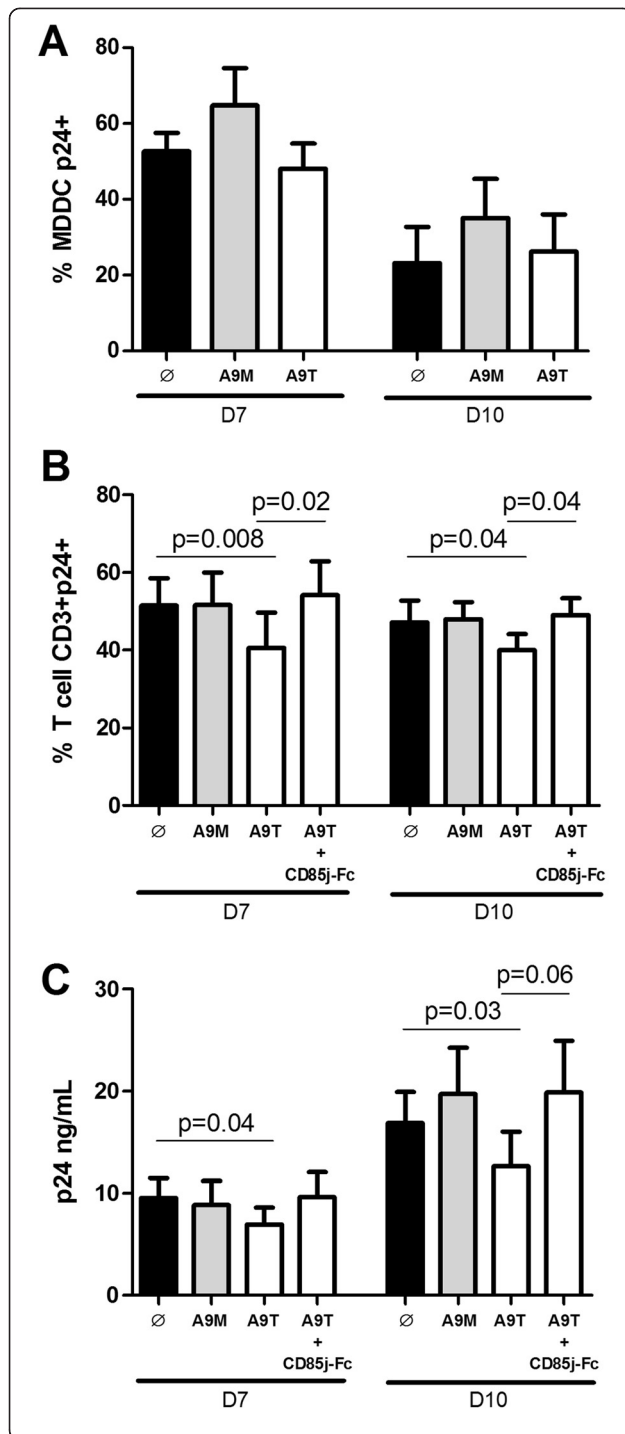 A
% MDDC p24+
80
60
40
20
0
∅ A9M A9T ∅ A9M A9T
D7 D10
B
% T cell CD3+p24+
80
60
40
20
0
p=0.02 p=0.04
p=0.008 p=0.04
∅ A9M A9T A9T ∅ A9M A9T A9T
+ +
CD85j-Fc CD85j-Fc
D7 D10
C
p24 ng/mL
30
20
10
0
p=0.06
p=0.03
p=0.04
∅ A9M A9T A9T ∅ A9M A9T A9T
+ +
CD85j-Fc CD85j-Fc
D7 D10